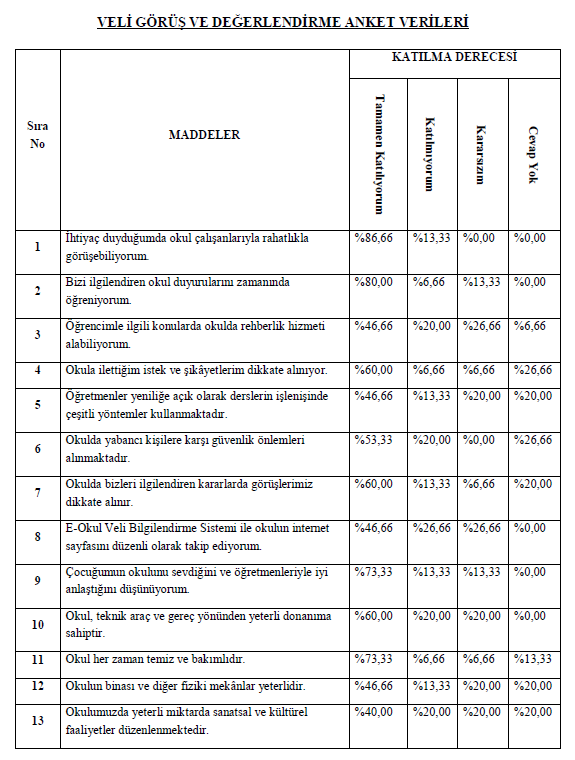 VELİ GÖRÜŞ VE DEĞERLENDİRME ANKET VERİLERİ
Sıra No
MADDELER
KATILMA DERECESİ
Tamamen Katılıyorum
Katılmıyorum
Kararsızım
Cevap Yok
1 İhtiyaç duyduğumda okul çalışanlarıyla rahatlıkla %86,66 %13,33 %0,00 %0,00
görüşebiliyorum.
2 Bizi ilgilendiren okul duyurularını zamanında %80,00 %6,66 %13,33 %0,00
öğreniyorum.
3 Öğrencimle ilgili konularda okulda rehberlik hizmeti %46,66 %20,00 %26,66 %6,66
alabiliyorum.
4 Okula ilettiğim istek ve şikâyetlerim dikkate alınıyor. %60,00 %6,66 %6,66 %26,66
5 Öğretmenler yeniliğe açık olarak derslerin işlenişinde %46,66 %13,33 %20,00 %20,00
çeşitli yöntemler kullanmaktadır.
6 Okulda yabancı kişilere karşı güvenlik önlemleri %53,33 %20,00 %0,00 %26,66
alınmaktadır.
7 Okulda bizleri ilgilendiren kararlarda görüşlerimiz %60,00 %13,33 %6,66 %20,00
dikkate alınır.
8 E-Okul Veli Bilgilendirme Sistemi ile okulun internet %46,66 %26,66 %26,66 %0,00
sayfasını düzenli olarak takip ediyorum.
9 Çocuğumun okulunu sevdiğini ve öğretmenleriyle iyi %73,33 %13,33 %13,33 %0,00
anlaştığını düşünüyorum.
10 Okul, teknik araç ve gereç yönünden yeterli donanıma %60,00 %20,00 %20,00 %0,00
sahiptir.
11 Okul her zaman temiz ve bakımlıdır. %73,33 %6,66 %6,66 %13,33
12 Okulun binası ve diğer fiziki mekânlar yeterlidir. %46,66 %13,33 %20,00 %20,00
13 Okulumuzda yeterli miktarda sanatsal ve kültürel %40,00 %20,00 %20,00 %20,00
faaliyetler düzenlenmektedir.